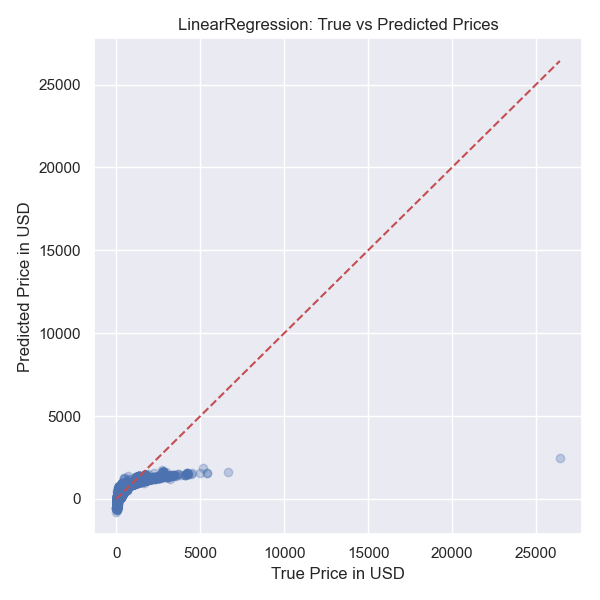 LinearRegression: True vs Predicted Prices
25000
20000
15000
10000
5000
0
Predicted Price in USD
0 5000 10000 15000 20000 25000
True Price in USD